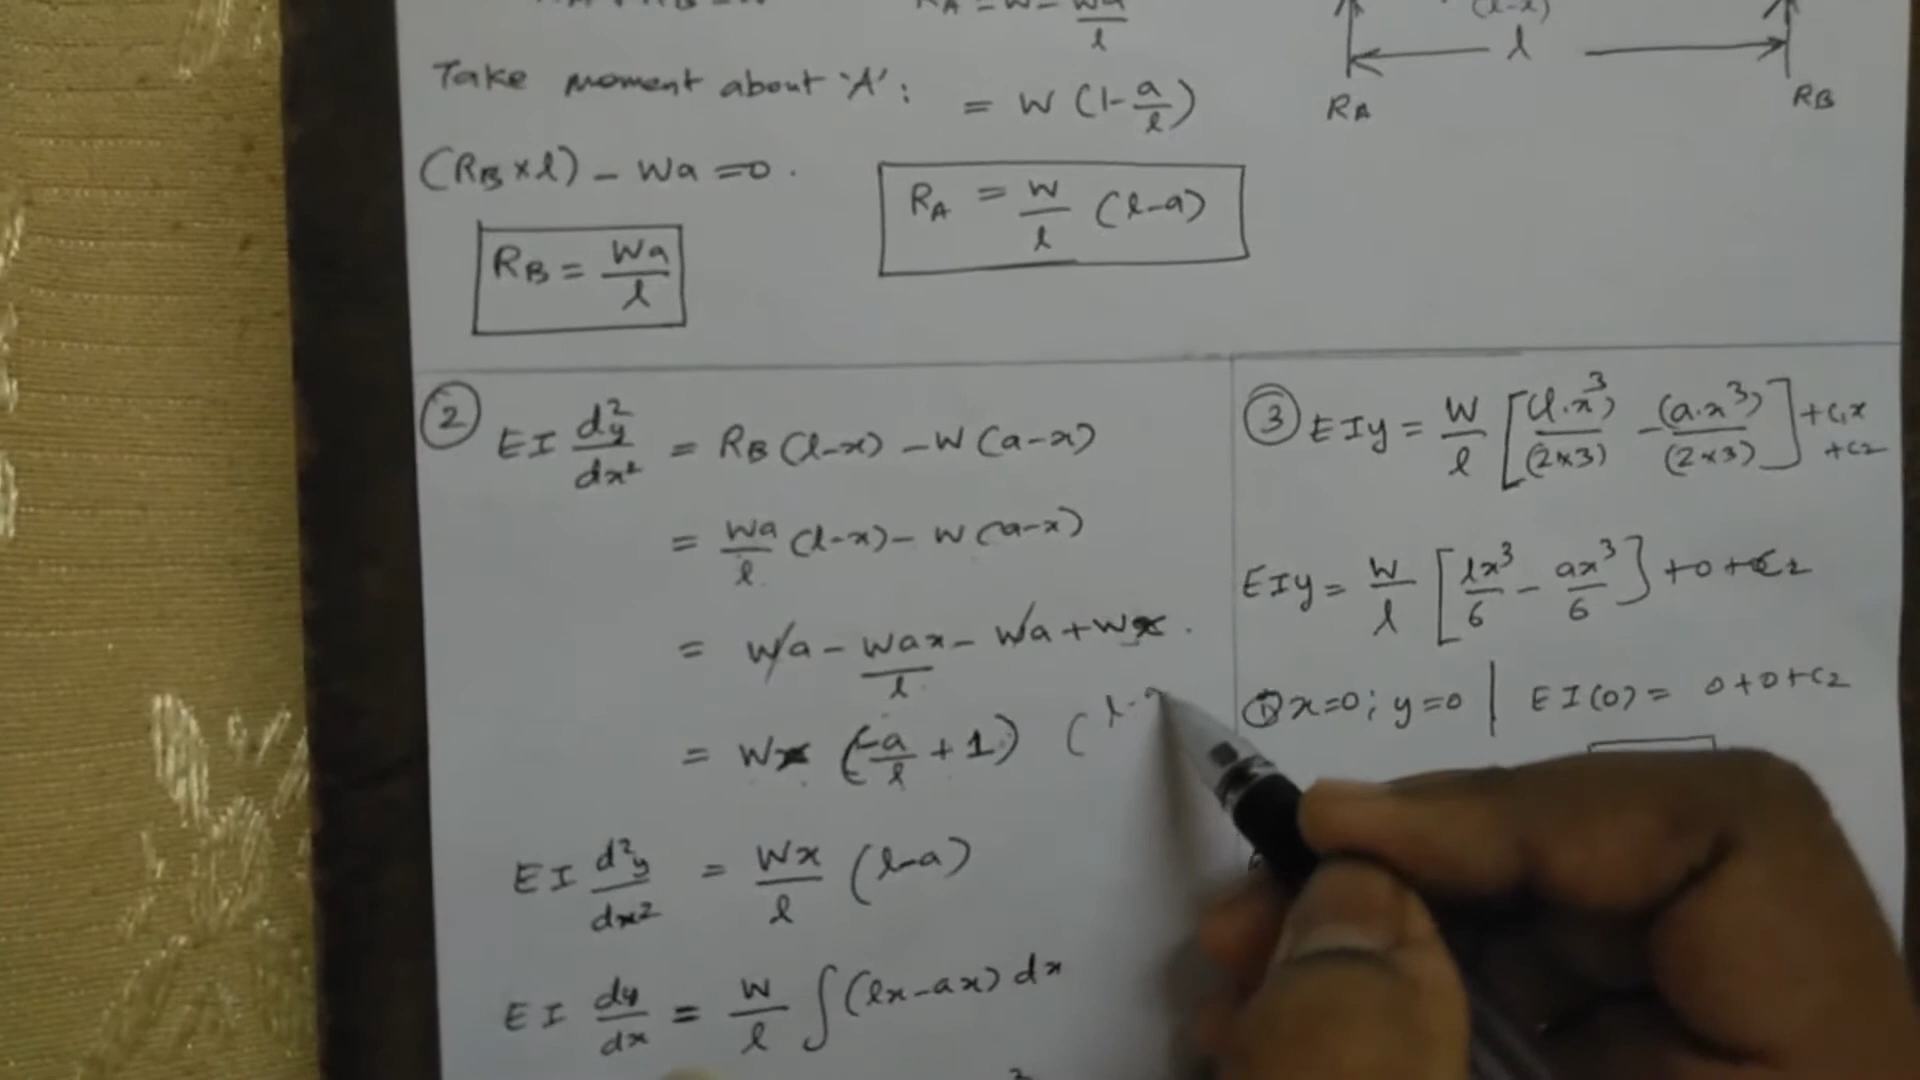 RA = W - Wa/l
Take moment about 'A':
= W (1 - a/l)
(RB × l) - Wa = 0.
RB = Wa/l
RA = W/l (l-a)
(l-x)
l
RA
RB
② EI d²y/dx² = RB (l-x) - W (a-x)
= Wa/l (l-x) - W (a-x)
= Wa - Wax/l - Wa + Wx.
= Wx (-a/l + 1) (l-
EI d²y/dx² = Wx/l (l-a)
EI dy/dx = W/l ∫(lx-ax) dx
③ EIy = W/l [(l.x³)/(2×3) - (a.x³)/(2×3)] + C₁x + C₂
EIy = W/l [lx³/6 - ax³/6] + 0 + C₂
① x=0; y=0 | EI(0) = 0+0+C₂